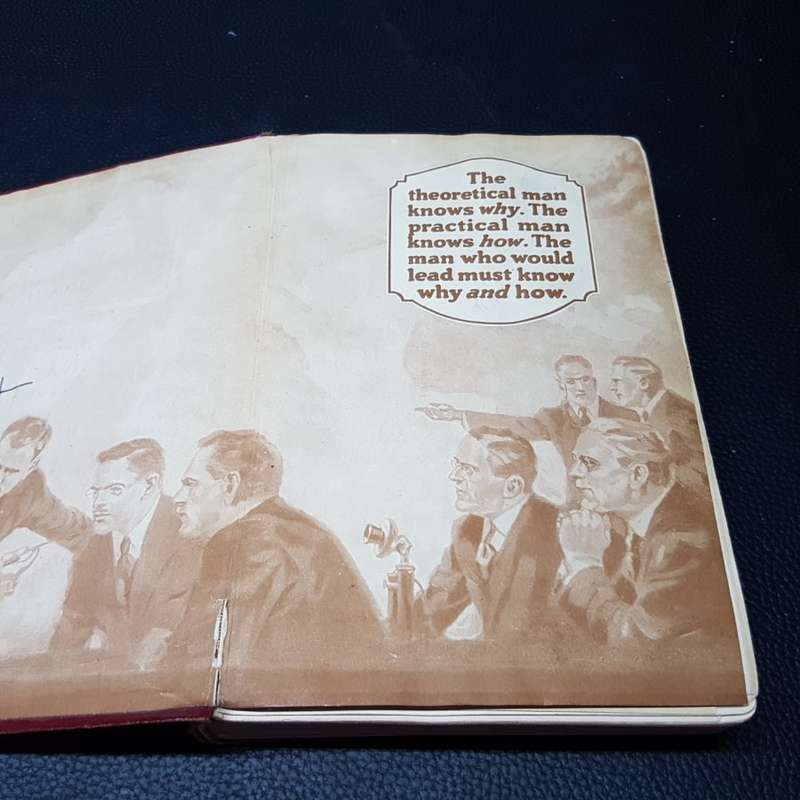 The
theoretical man
knows why. The
practical man
knows how. The
man who would
lead must know
why and how.